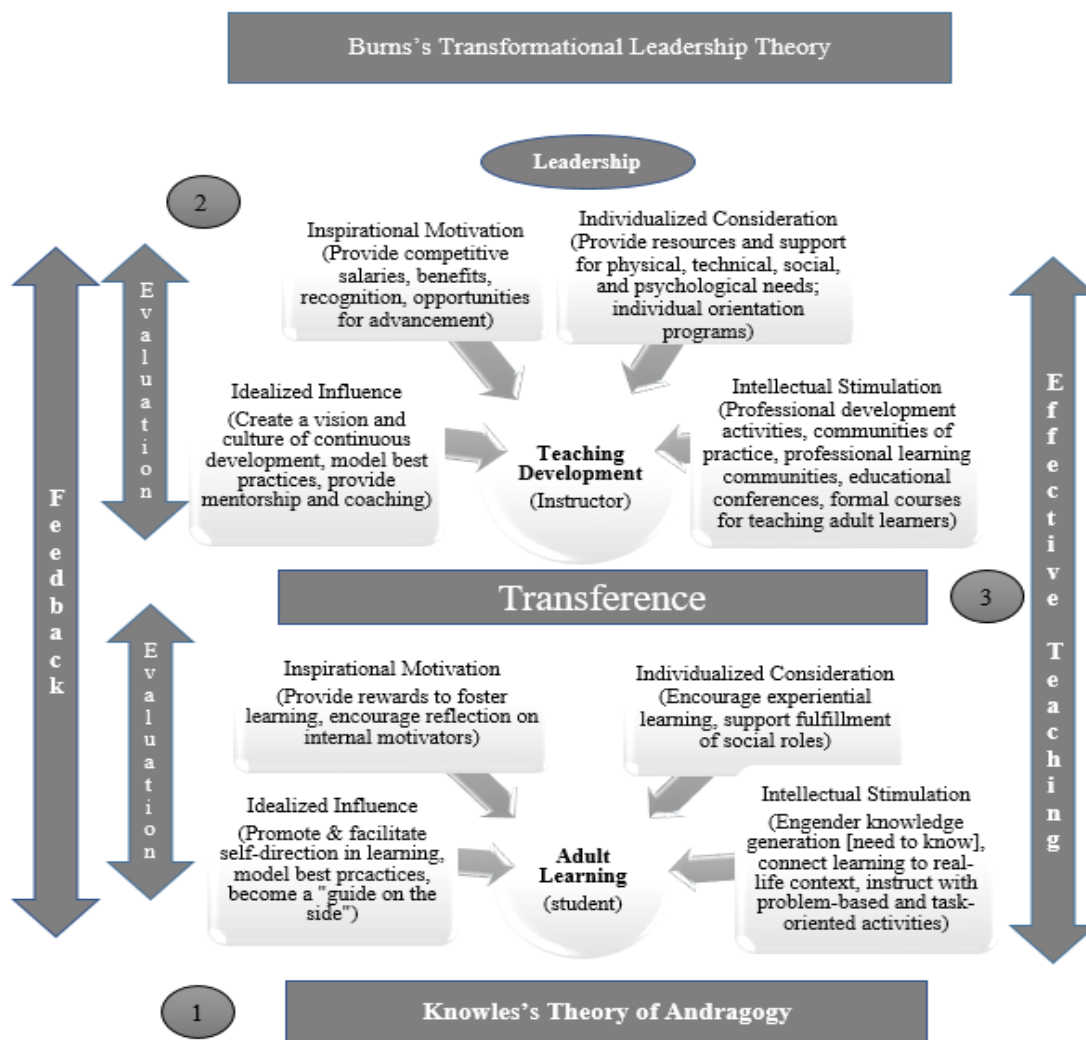 Burns's Transformational Leadership Theory
Leadership
2
Inspirational Motivation
(Provide competitive
salaries, benefits,
recognition, opportunities
for advancement)
Individualized Consideration
(Provide resources and support
for physical, technical, social,
and psychological needs;
individual orientation
programs)
Idealized Influence
(Create a vision and
culture of continuous
development, model best
practices, provide
mentorship and coaching)
Teaching
Development
(Instructor)
Intellectual Stimulation
(Professional development
activities, communities of
practice, professional learning
communities, educational
conferences, formal courses
for teaching adult learners)
Evaluation
Feedback
Effective Teaching
Transference
3
Evaluation
Inspirational Motivation
(Provide rewards to foster
learning, encourage reflection on
internal motivators)
Individualized Consideration
(Encourage experiential
learning, support fulfillment
of social roles)
Idealized Influence
(Promote & facilitate
self-direction in learning,
model best prcactices,
become a "guide on the
side")
Adult
Learning
(student)
Intellectual Stimulation
(Engender knowledge
generation [need to know],
connect learning to real-
life context, instruct with
problem-based and task-
oriented activities)
1
Knowles's Theory of Andragogy